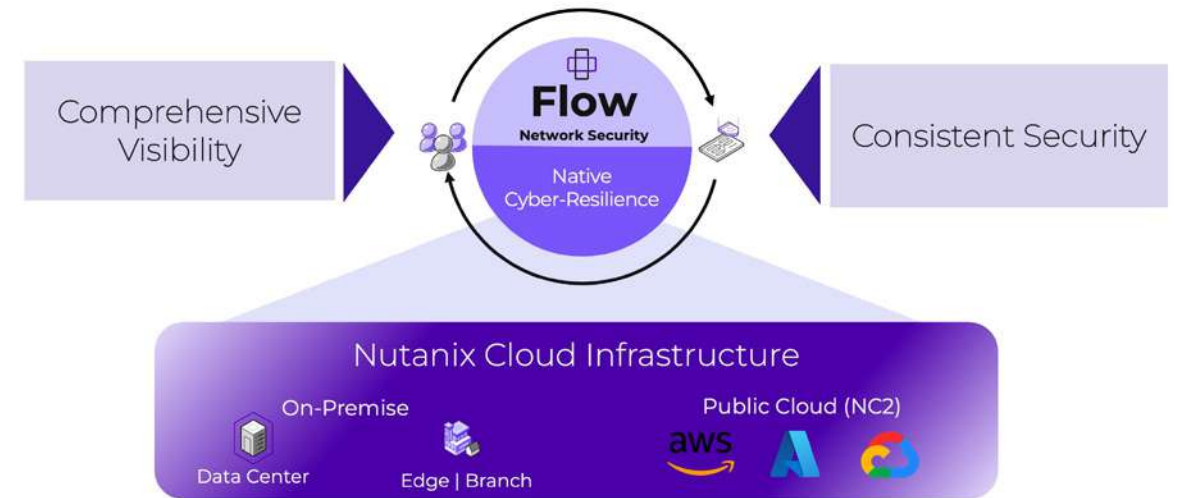 Comprehensive
Visibility
Flow
Network Security
Native
Cyber-Resilience
Consistent Security
Nutanix Cloud Infrastructure
On-Premise
Public Cloud (NC2)
aws
Data Center
Edge | Branch